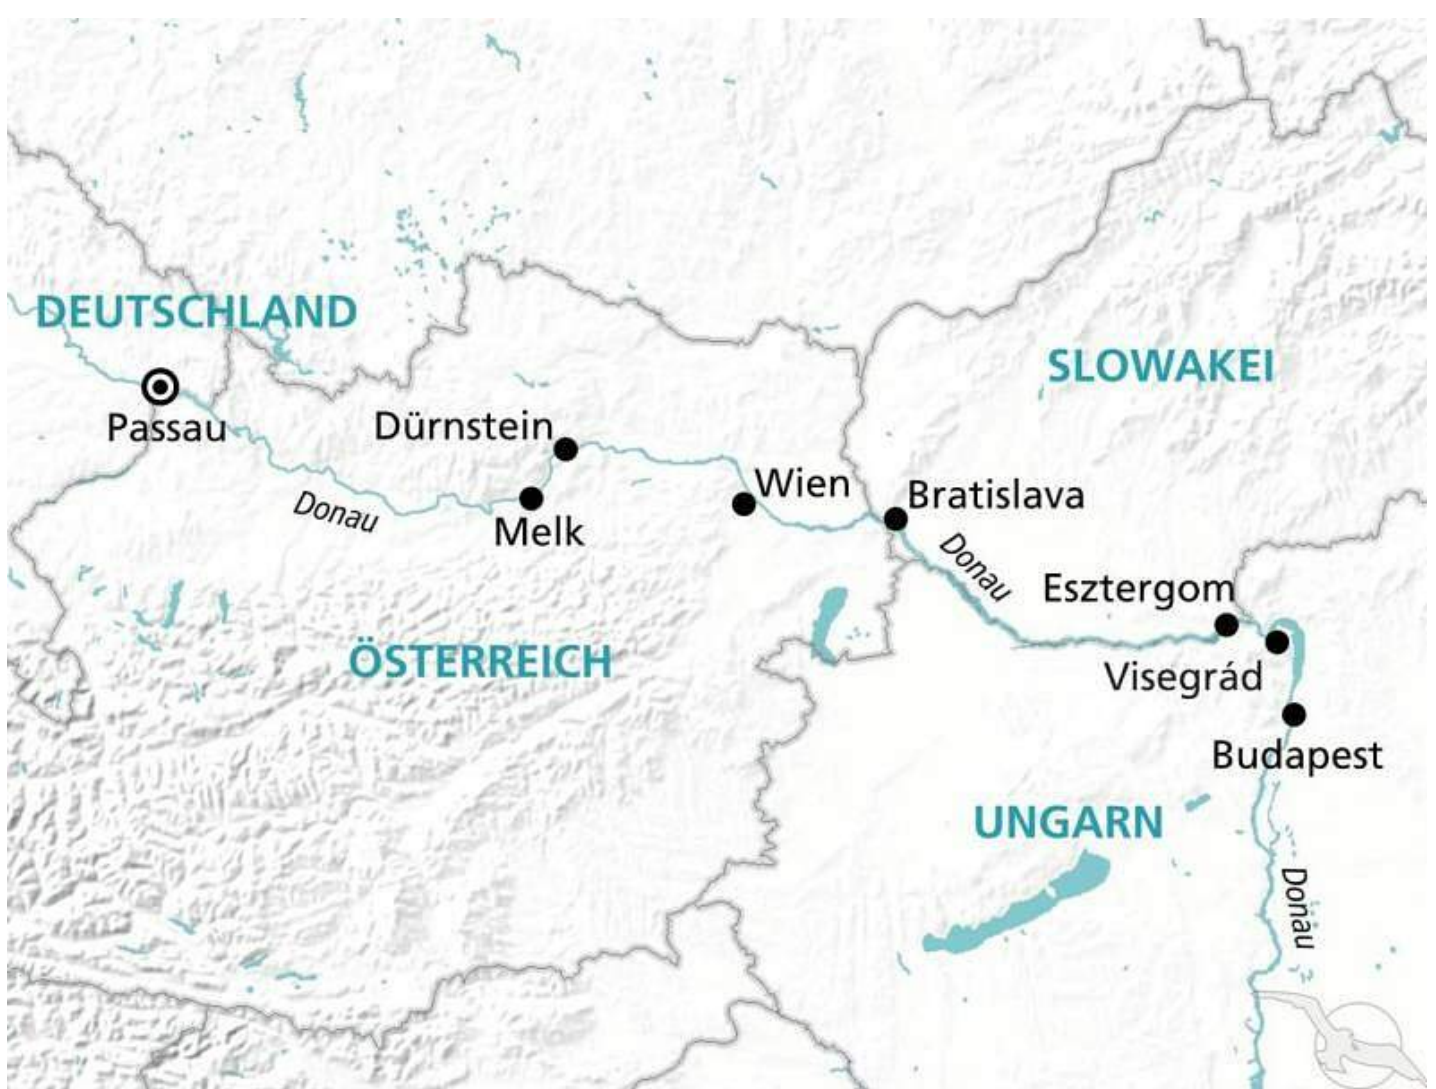 DEUTSCHLAND
SLOWAKEI
Passau
Dürnstein
Wien
Bratislava
Donau
Melk
Donau
Esztergom
ÖSTERREICH
Visegrád
Budapest
UNGARN
Donau